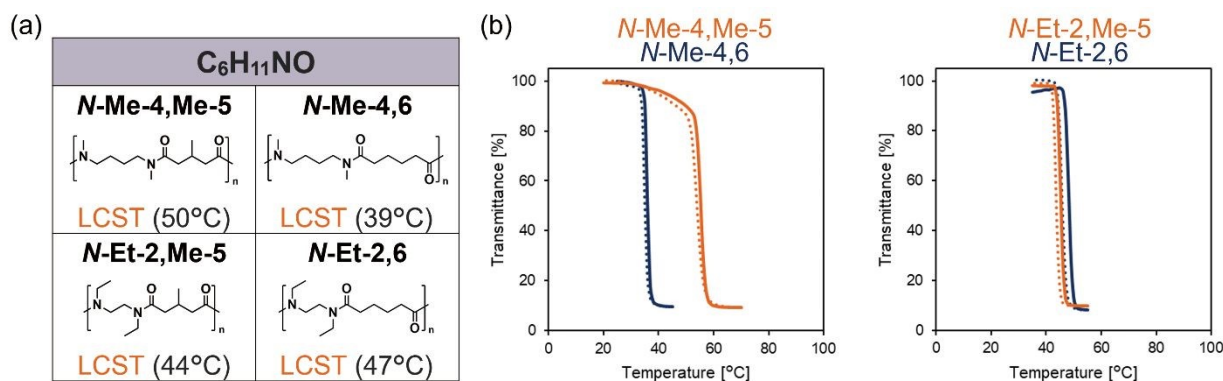 (a)
C₆H₁₁NO
N-Me-4,Me-5
N-Me-4,6
N
O
N
O
n
N
O
N
O
n
LCST (50°C)
LCST (39°C)
N-Et-2,Me-5
N-Et-2,6
N
O
N
O
n
N
O
N
O
n
LCST (44°C)
LCST (47°C)
(b)
N-Me-4,Me-5
N-Me-4,6
Transmittance [%]
100
80
60
40
20
0
0 20 40 60 80 100
Temperature [°C]
N-Et-2,Me-5
N-Et-2,6
Transmittance [%]
100
80
60
40
20
0
0 20 40 60 80 100
Temperature [°C]